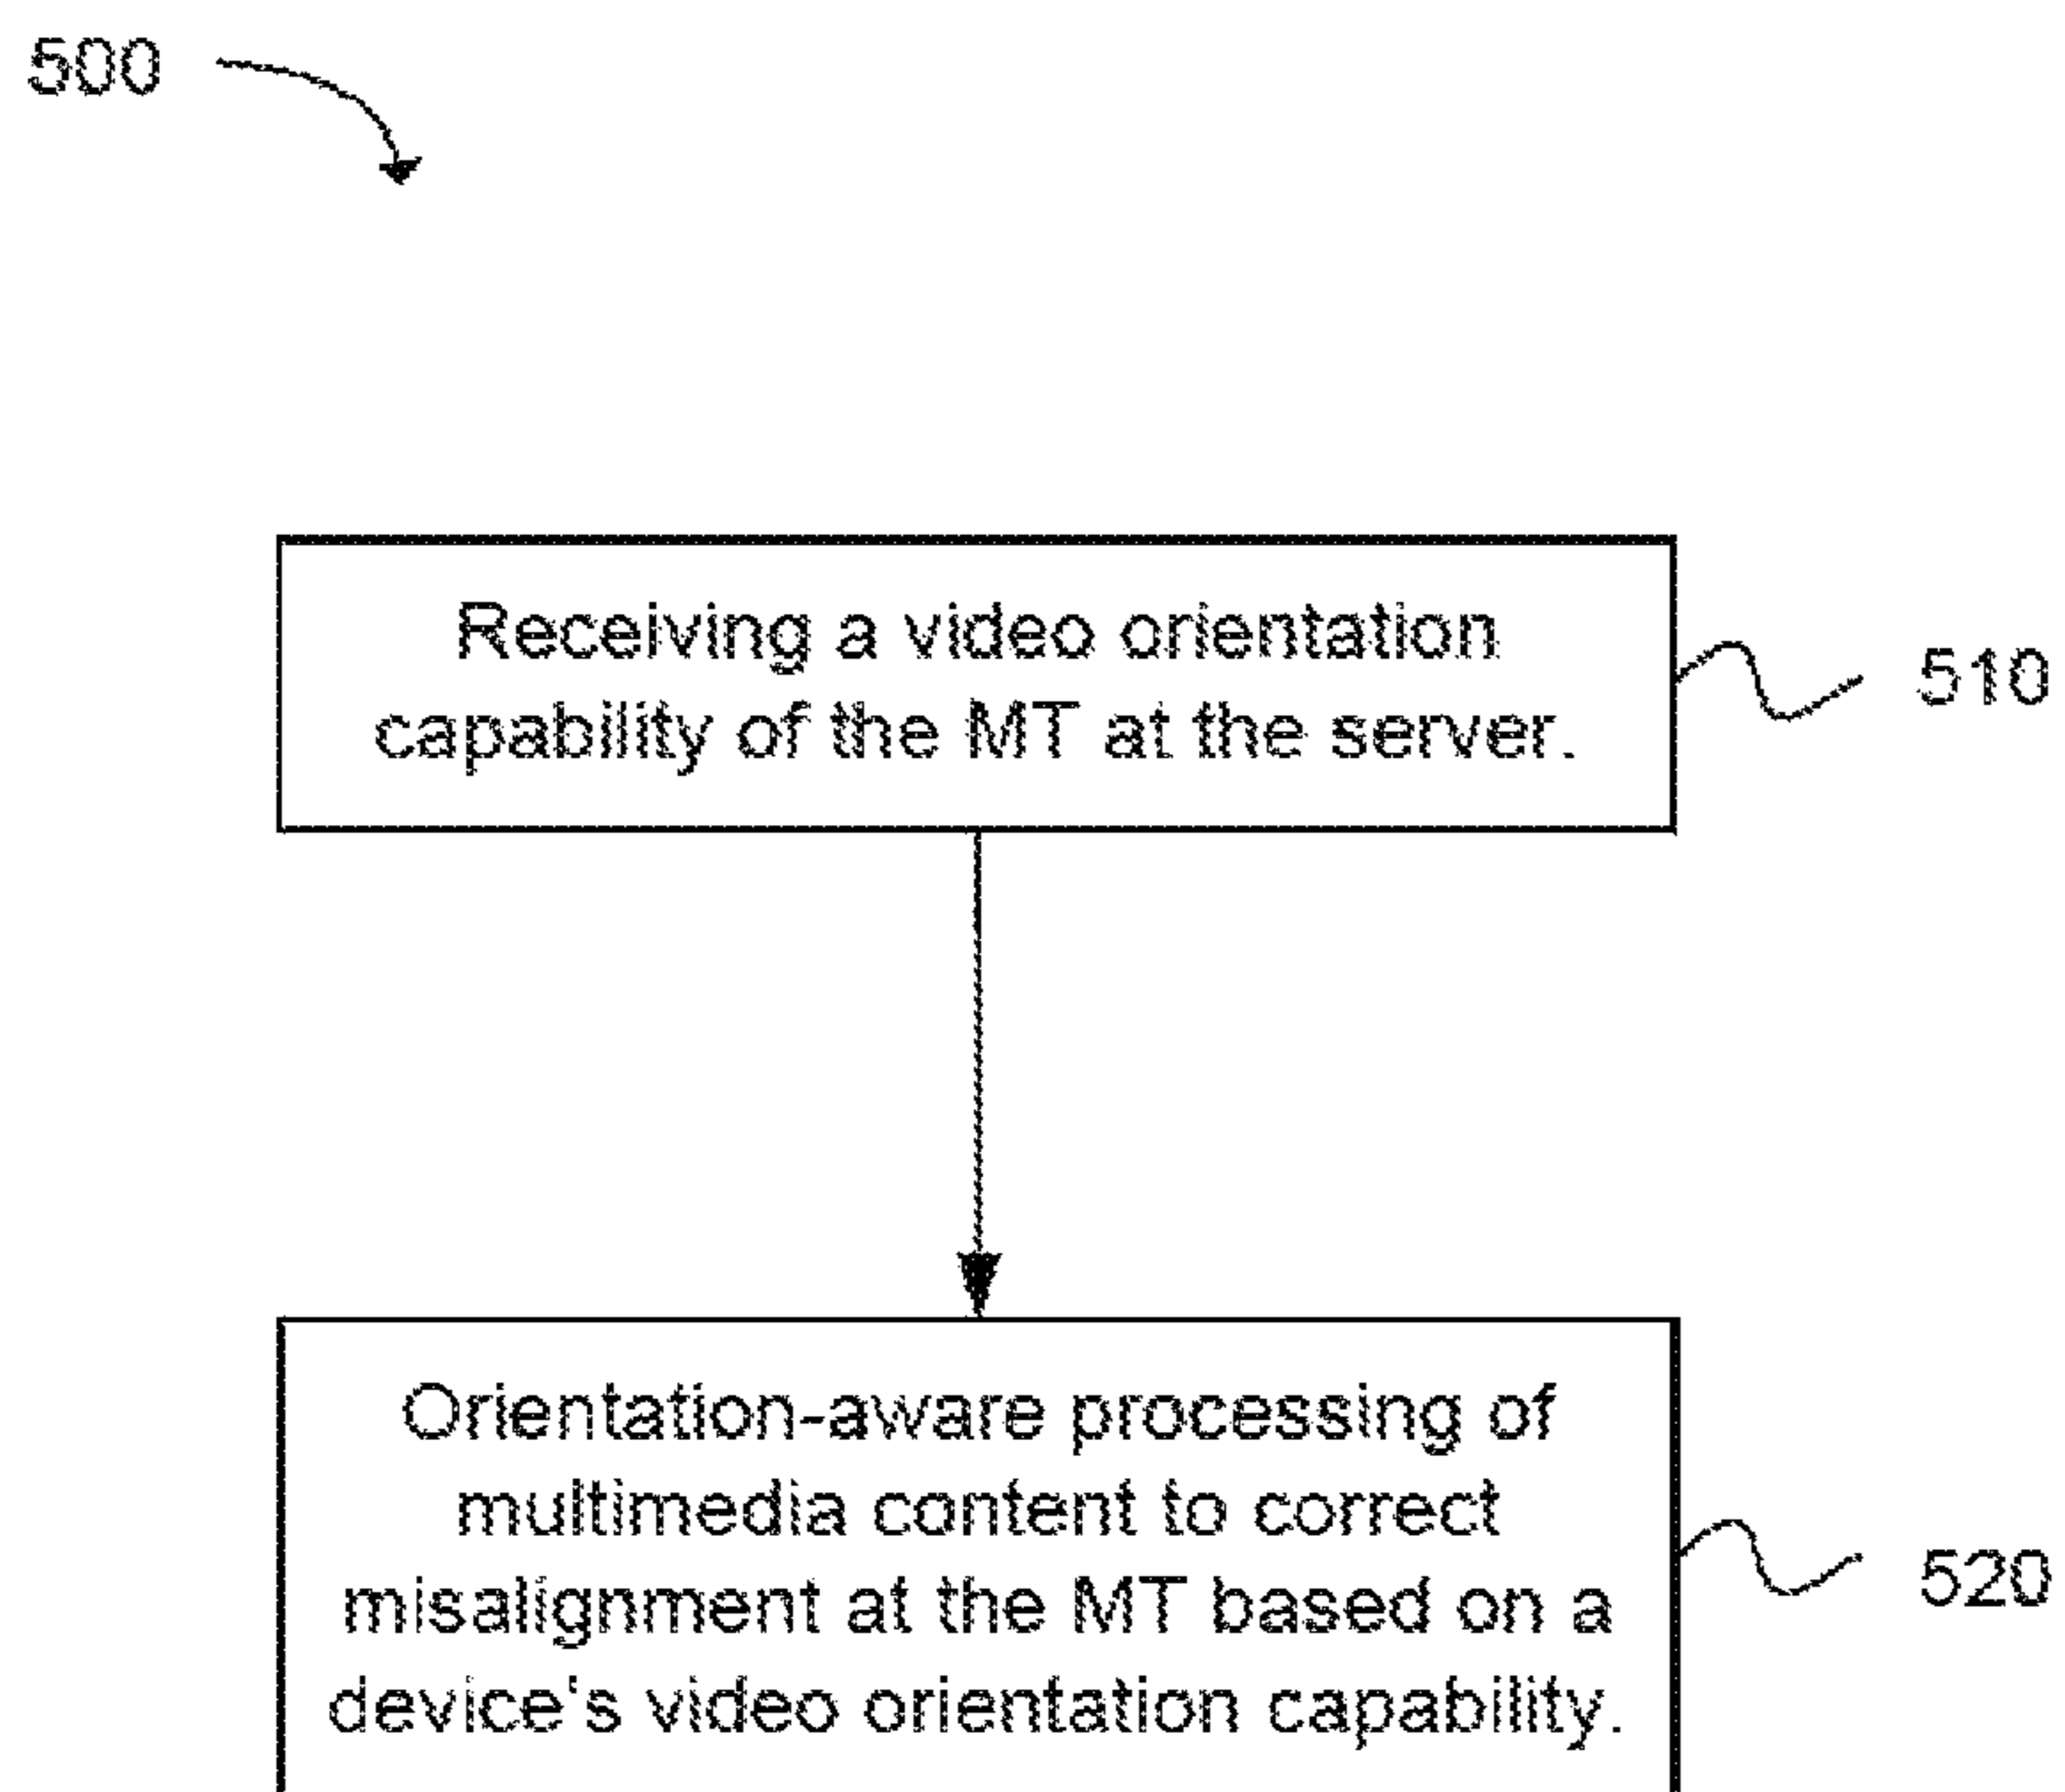 500
Receiving a video orientation
capability of the MT at the server.
510
Orientation-aware processing of
multimedia content to correct
misalignment at the MT based on a
device's video orientation capability.
520